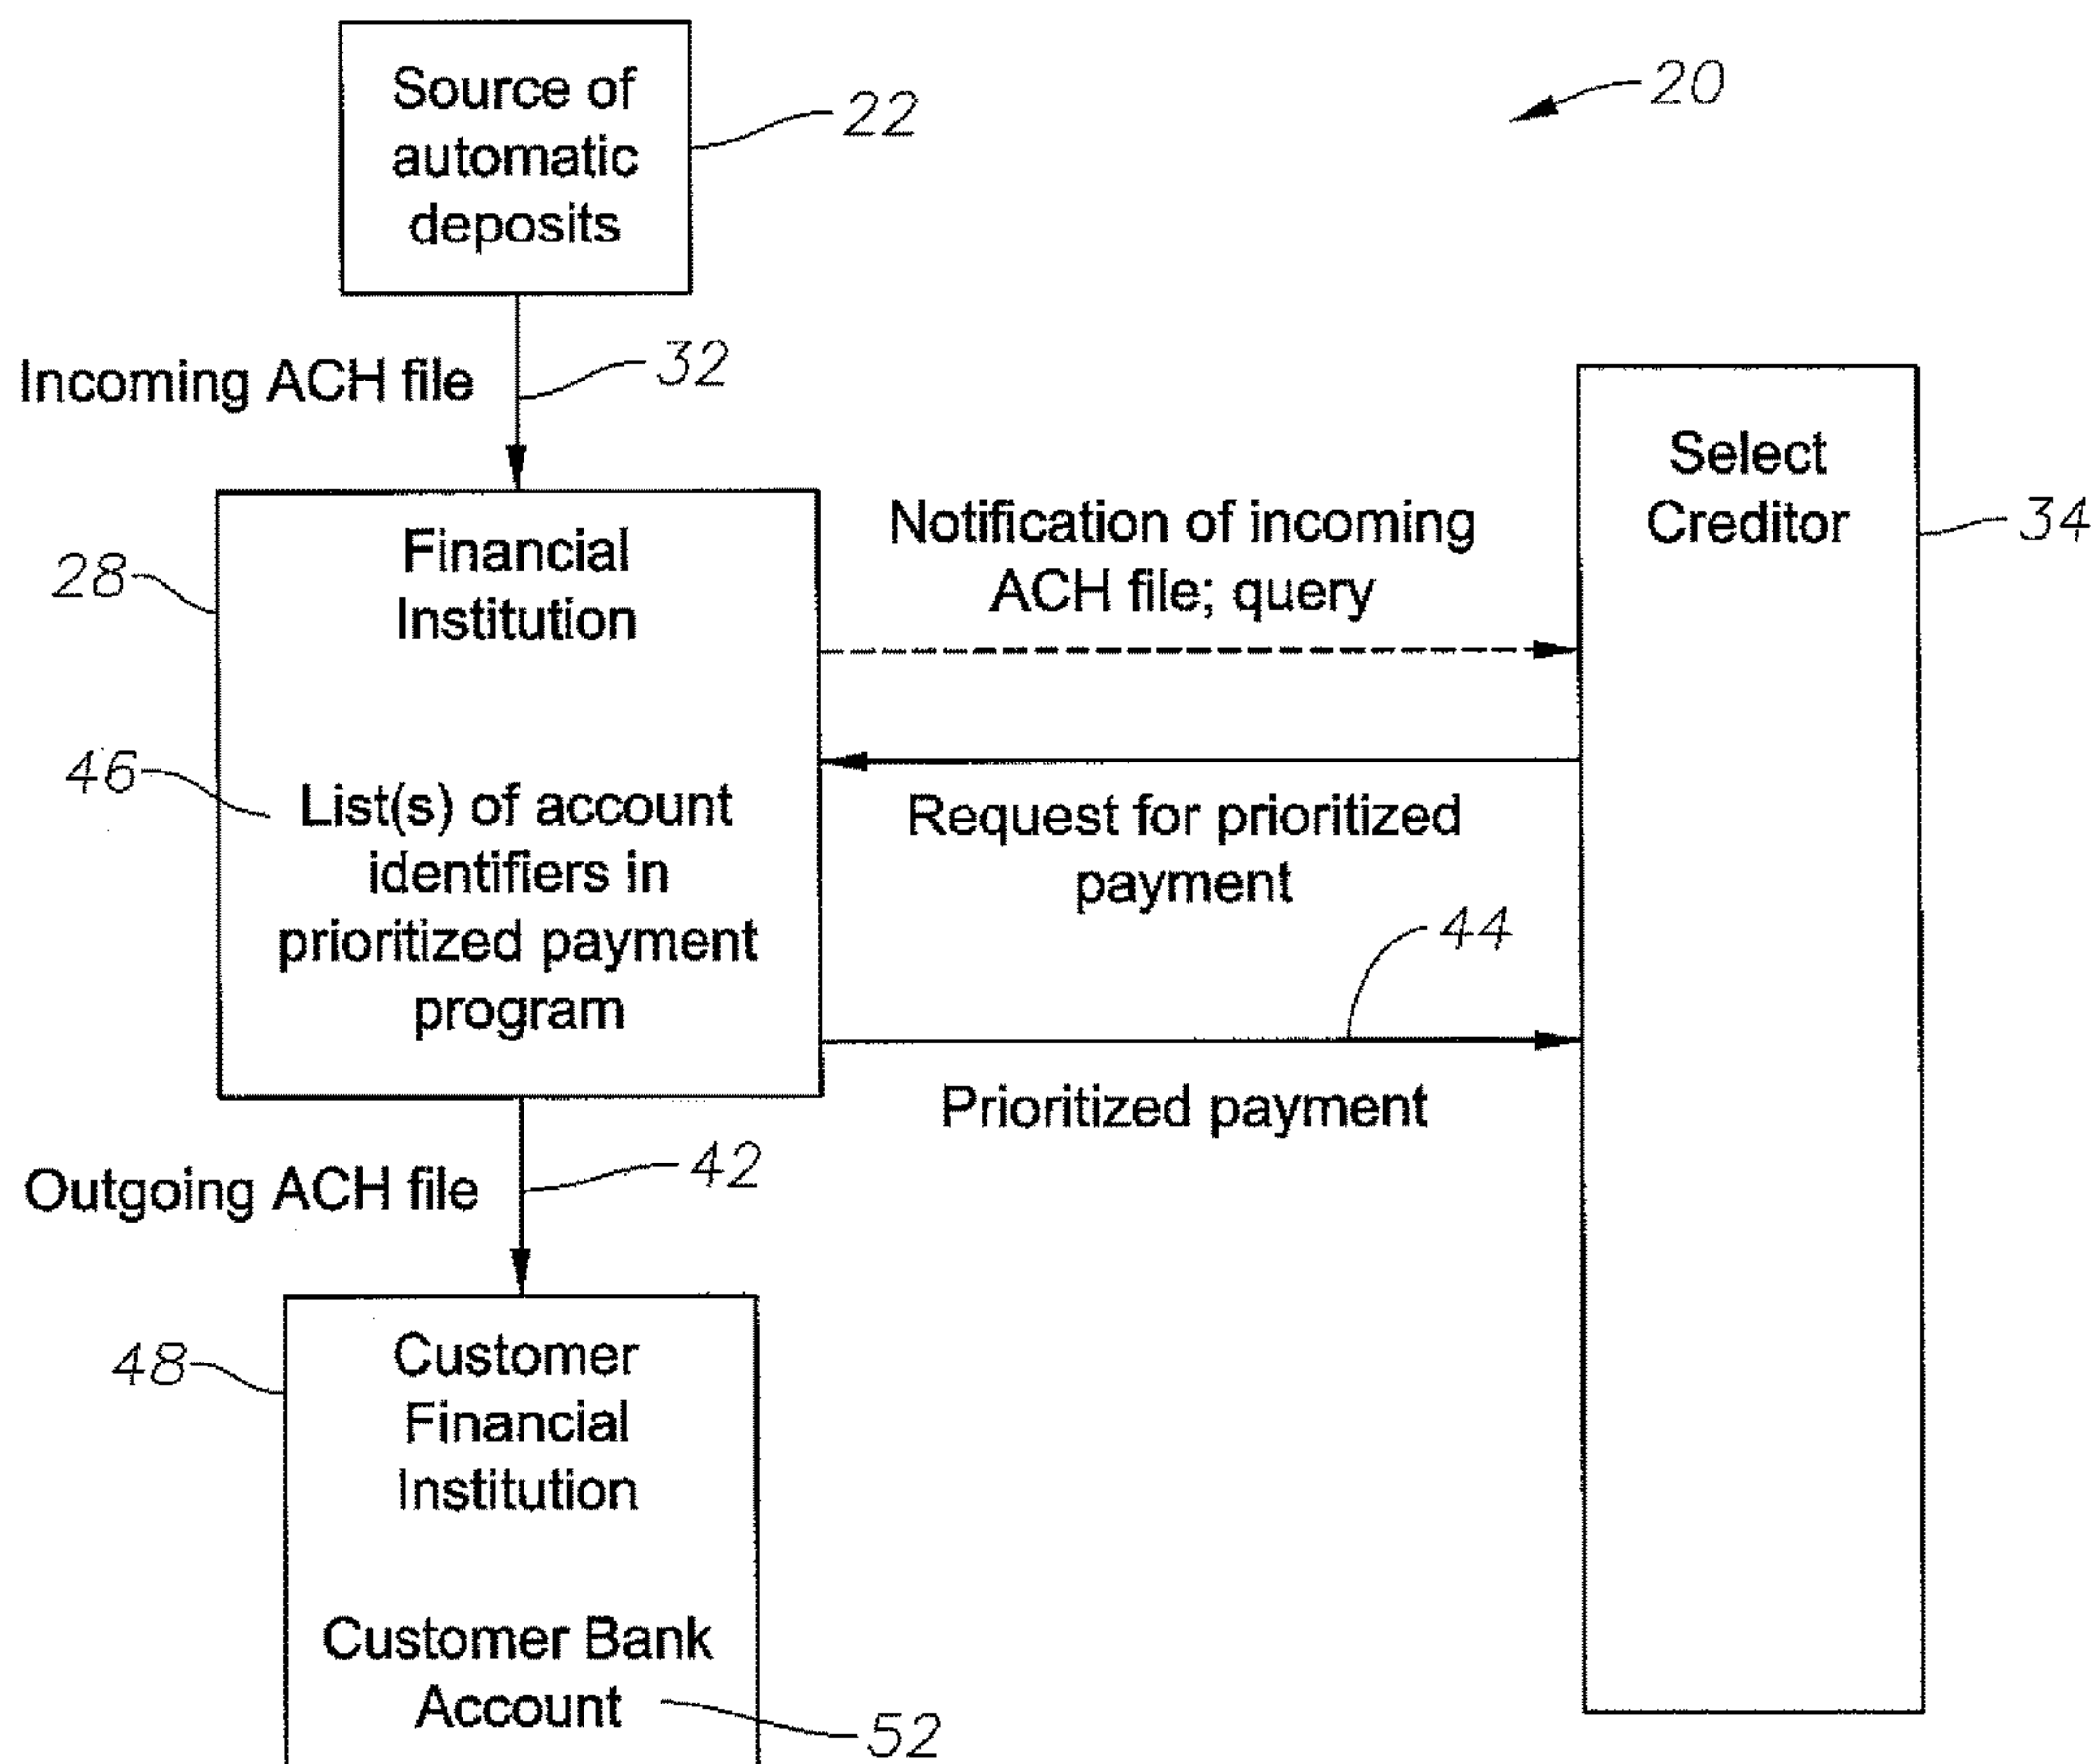 Source of
automatic
deposits
22
20
Incoming ACH file
32
Financial
Institution
28
46
List(s) of account
identifiers in
prioritized payment
program
Notification of incoming
ACH file; query
Request for prioritized
payment
44
Prioritized payment
Select
Creditor
34
Outgoing ACH file
42
48
Customer
Financial
Institution
Customer Bank
Account
52